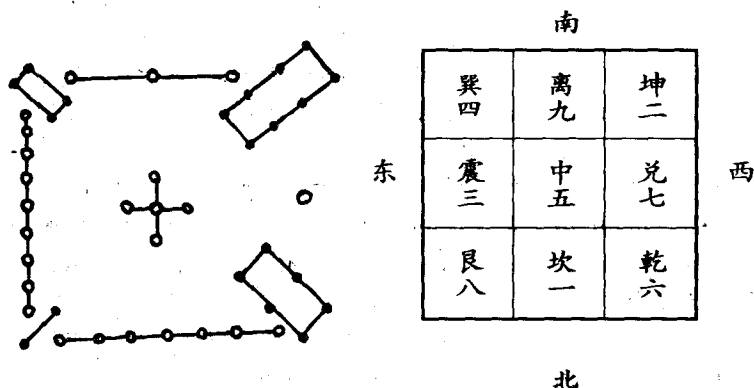 南
巽四 离九 坤二
东 震三 中五 兑七 西
艮八 坎一 乾六
北